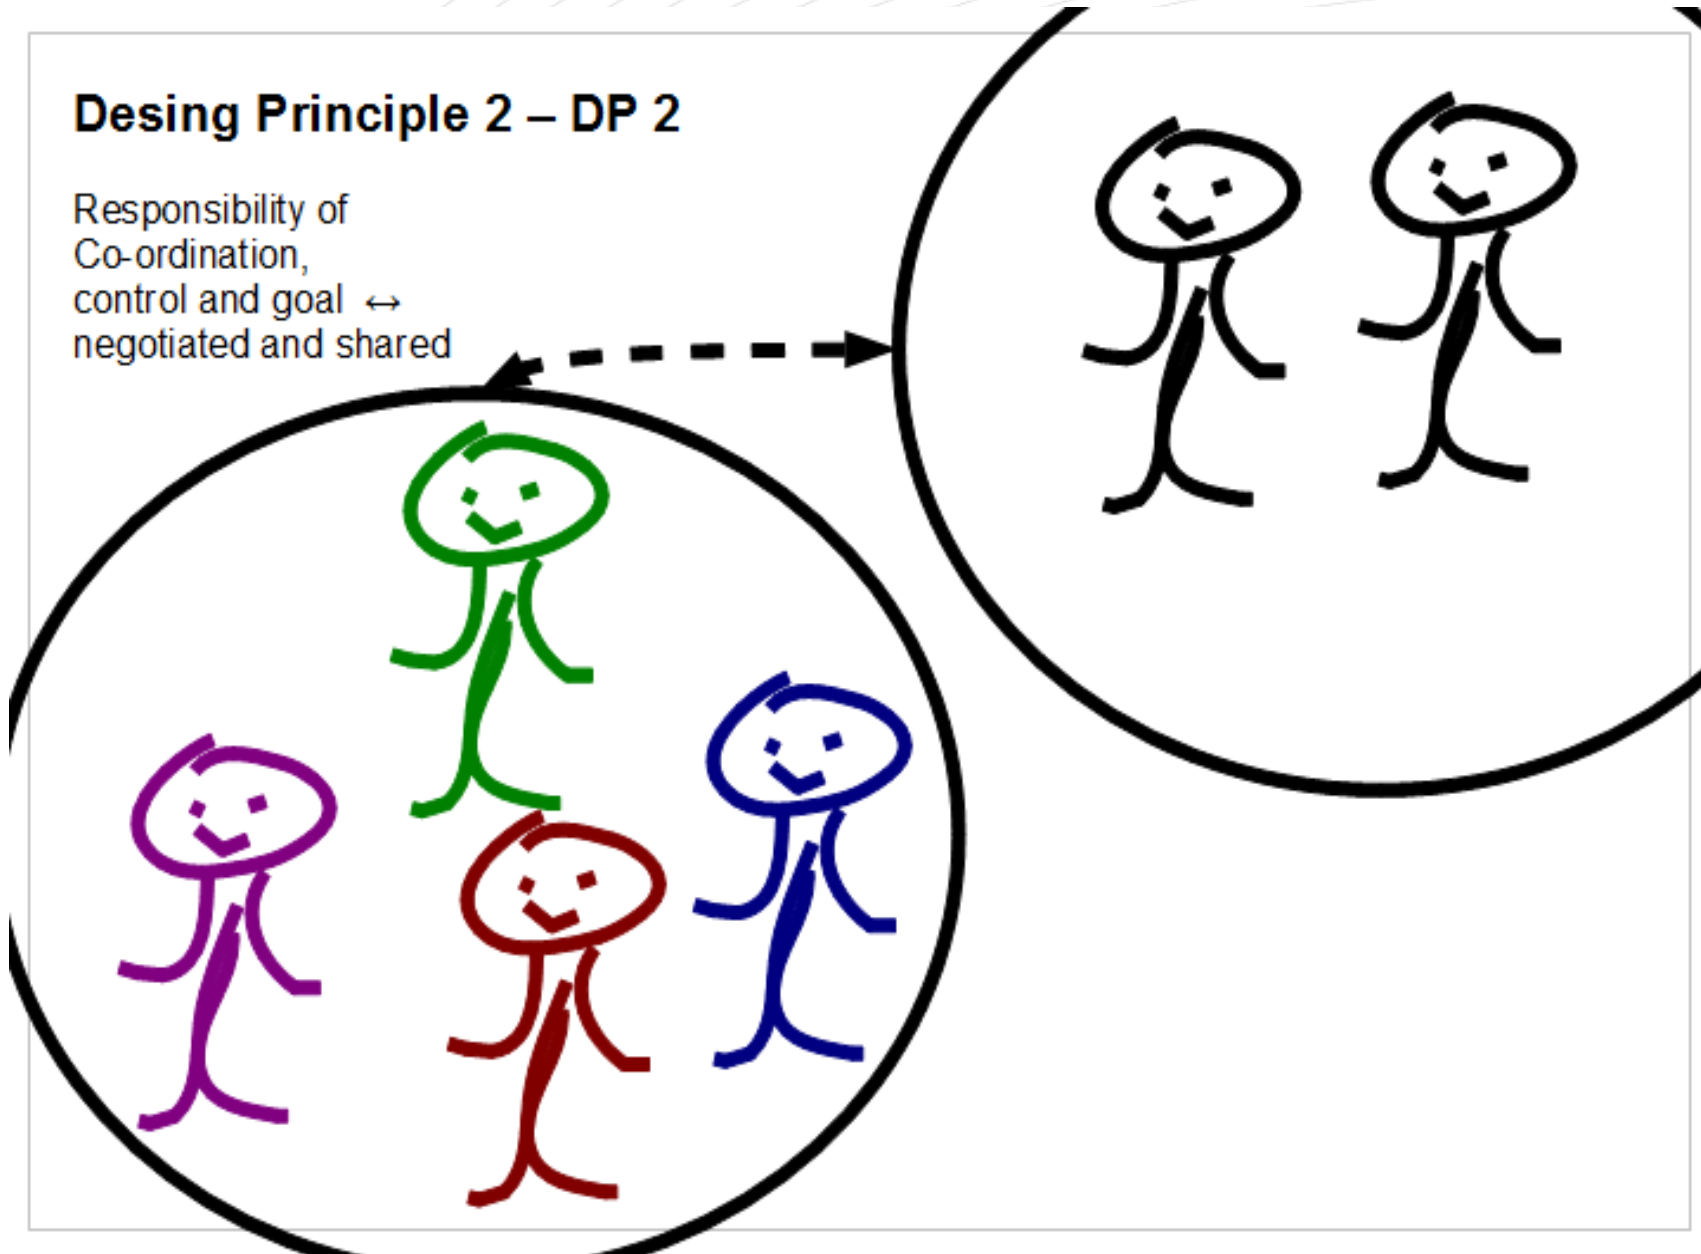 Desing Principle 2 – DP 2
Responsibility of
Co-ordination,
control and goal ↔
negotiated and shared